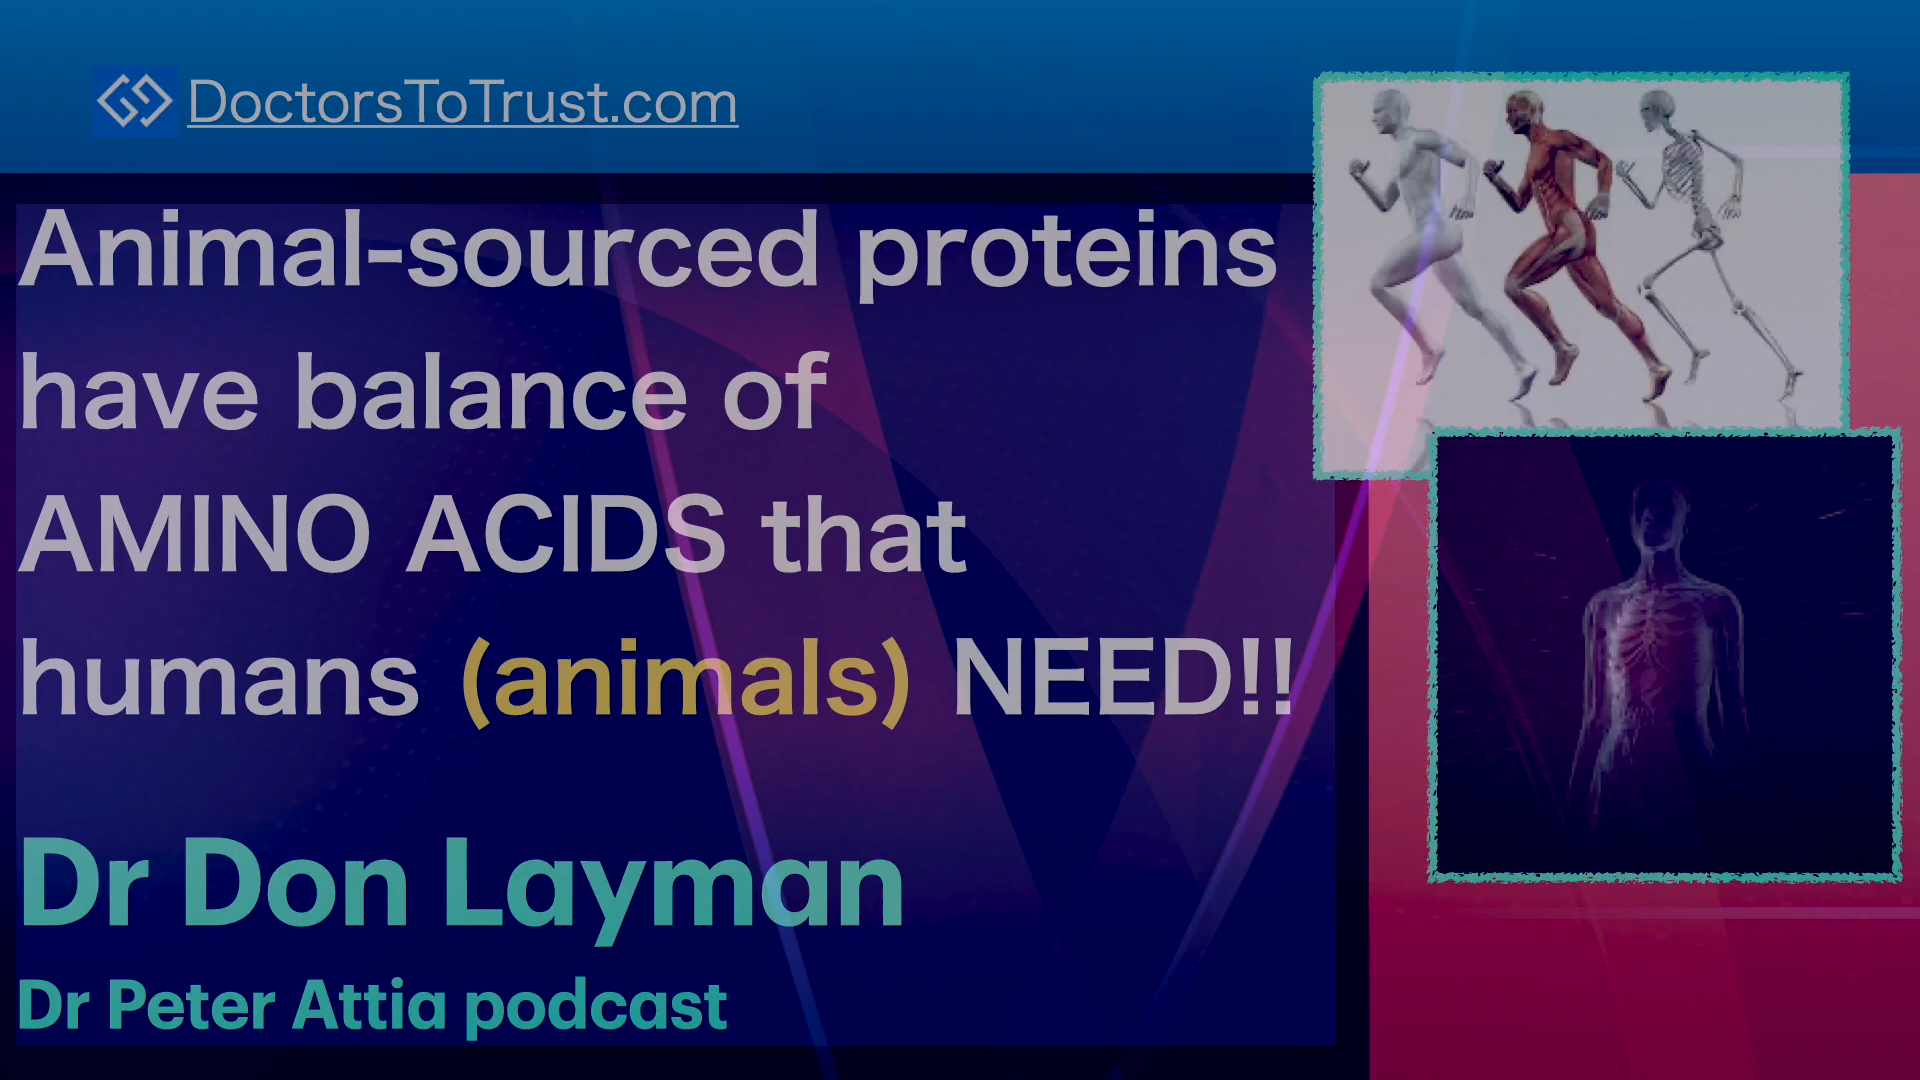 DoctorsToTrust.com
Animal-sourced proteins
have balance of
AMINO ACIDS that
humans (animals) NEED!!
Dr Don Layman
Dr Peter Attia podcast